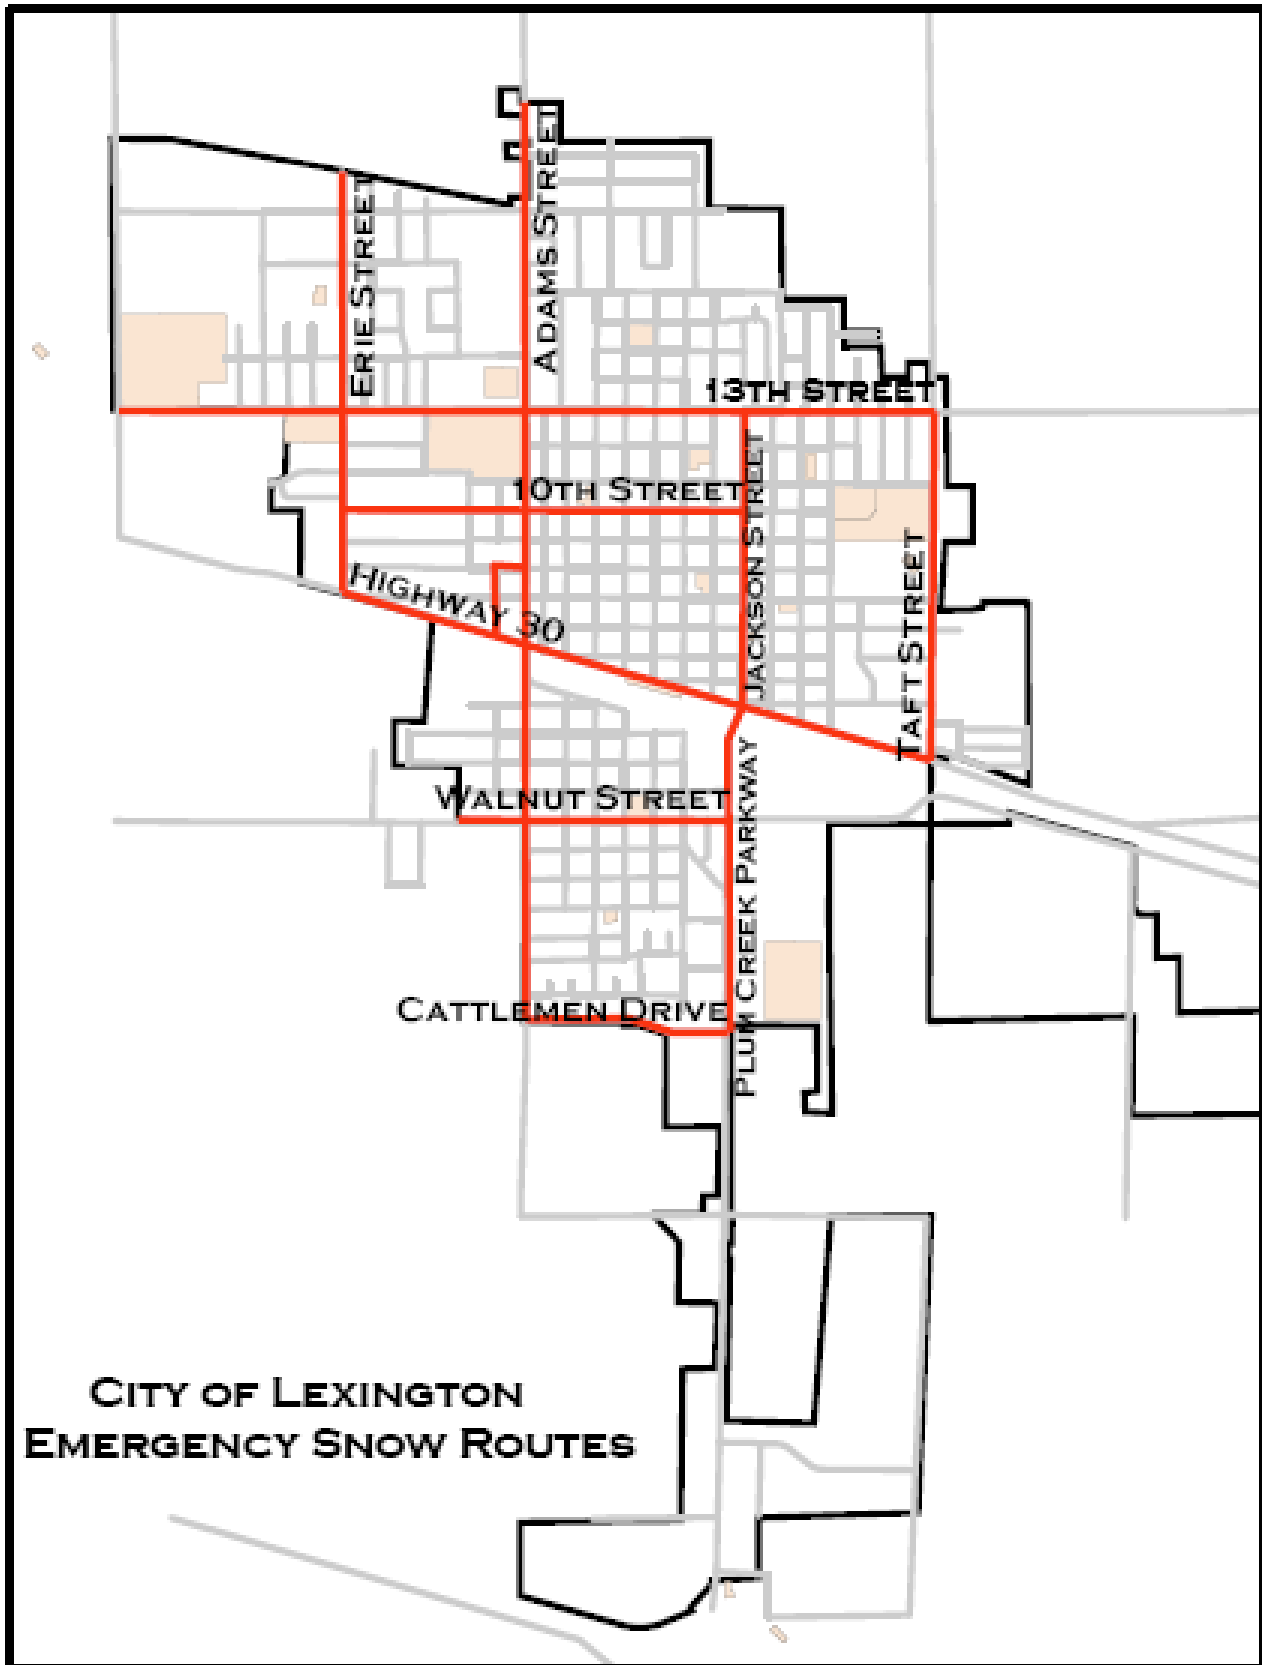 Erie Street
Adams Street
13th Street
10th Street
Jackson Street
Highway 30
Taft Street
Walnut Street
Plum Creek Parkway
Cattlemen Drive
City of Lexington
Emergency Snow Routes